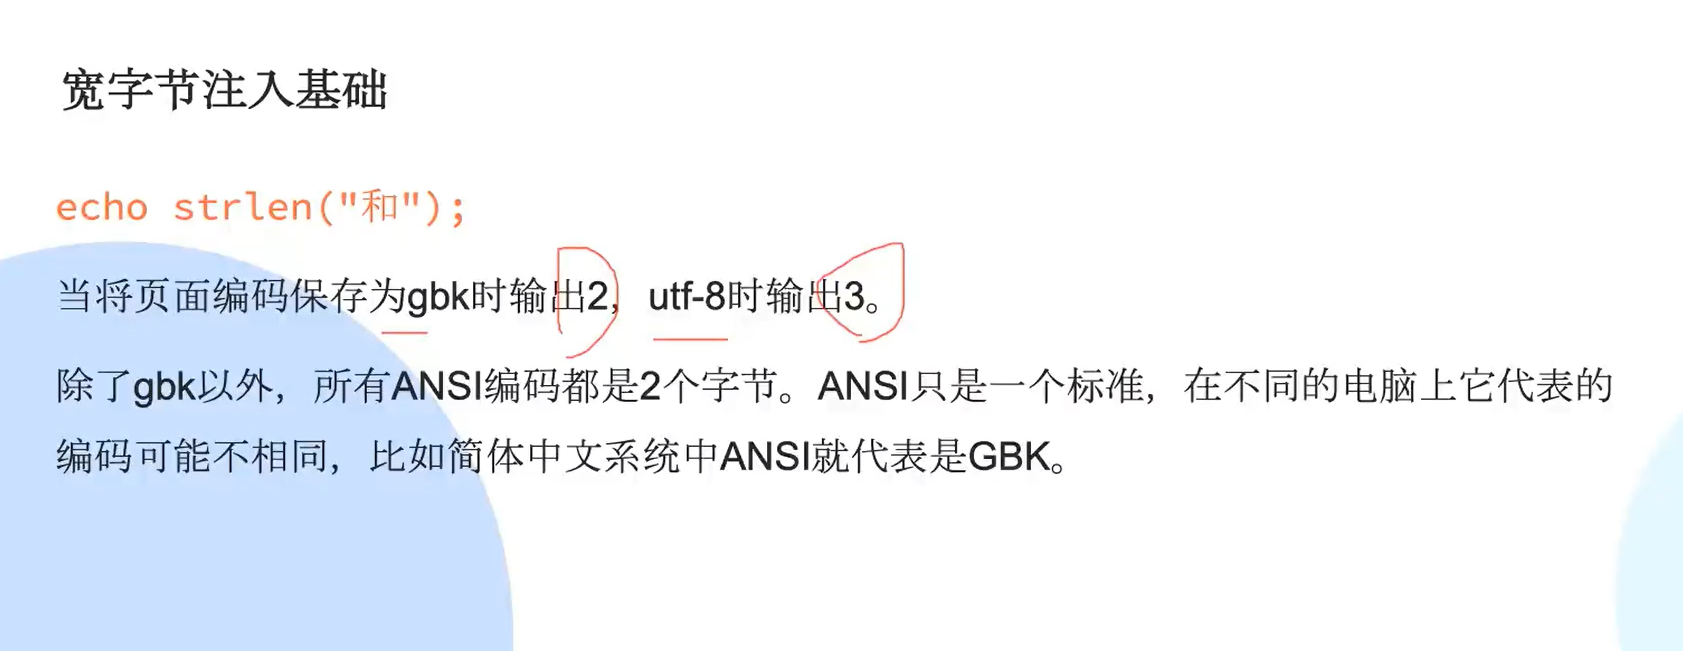 宽字节注入基础
echo strlen("和");
当将页面编码保存为gbk时输出2，utf-8时输出3。
除了gbk以外，所有ANSI编码都是2个字节。ANSI只是一个标准，在不同的电脑上它代表的
编码可能不相同，比如简体中文系统中ANSI就代表是GBK。